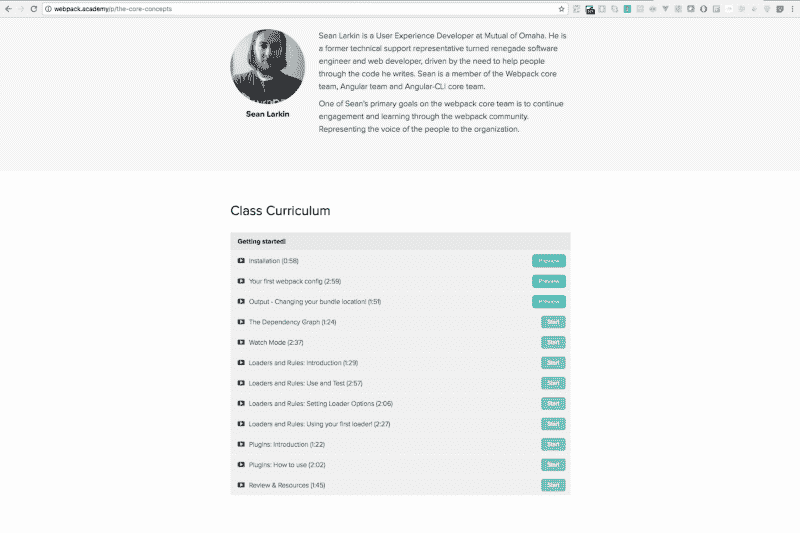 webpack.academy/p/the-core-concepts
Sean Larkin is a User Experience Developer at Mutual of Omaha. He is
a former technical support representative turned renegade software
engineer and web developer, driven by the need to help people
through the code he writes. Sean is a member of the Webpack core
team, Angular team and Angular-CLI core team.
Sean Larkin
One of Sean's primary goals on the webpack core team is to continue
engagement and learning through the webpack community.
Representing the voice of the people to the organization.
Class Curriculum
Getting started!
Installation (0:58) Preview
Your first webpack config (2:59) Preview
Output - Changing your bundle location! (1:51) Preview
The Dependency Graph (1:24) Start
Watch Mode (2:37) Start
Loaders and Rules: Introduction (1:29) Start
Loaders and Rules: Use and Test (2:57) Start
Loaders and Rules: Setting Loader Options (2:06) Start
Loaders and Rules: Using your first loader! (2:27) Start
Plugins: Introduction (1:22) Start
Plugins: How to use (2:02) Start
Review & Resources (1:45) Start